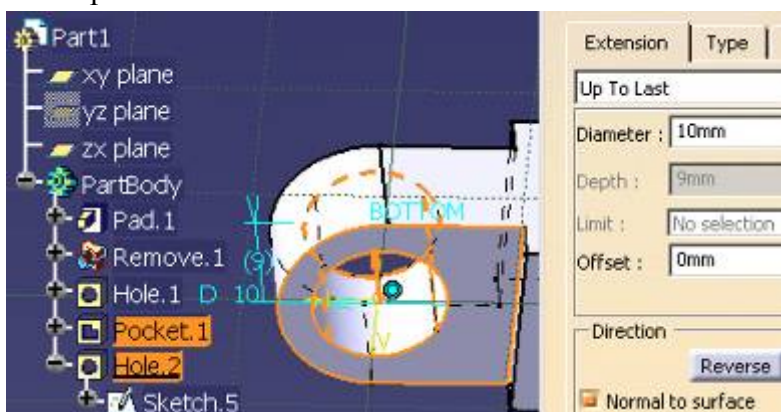 Part1
xy plane
yz plane
zx plane
PartBody
Pad.1
Remove.1
Hole.1
Pocket.1
Hole.2
Sketch.5
V
BOTTOM
(9)
D 10
V
Extension
Type
Up To Last
Diameter : 10mm
Depth : 9mm
Limit : No selection
Offset : 0mm
Direction
Reverse
Normal to surface